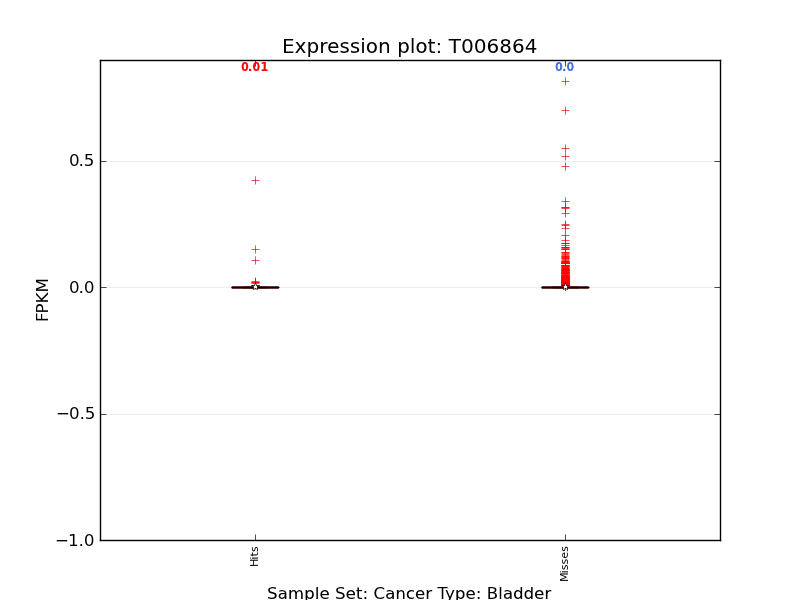 Expression plot: T006864
0.01
0.0
0.5
0.0
−0.5
−1.0
FPKM
Hits
Misses
Sample Set: Cancer Type: Bladder